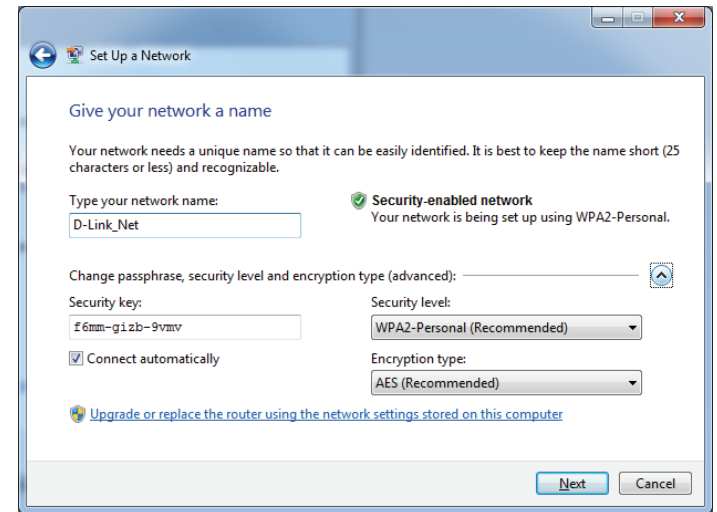 Set Up a Network
Give your network a name
Your network needs a unique name so that it can be easily identified. It is best to keep the name short (25
characters or less) and recognizable.
Type your network name:
D-Link_Net
Security-enabled network
Your network is being set up using WPA2-Personal.
Change passphrase, security level and encryption type (advanced):
Security key:
f6mm-gizb-9vmv
Security level:
WPA2-Personal (Recommended)
Connect automatically
Encryption type:
AES (Recommended)
Upgrade or replace the router using the network settings stored on this computer
Next
Cancel